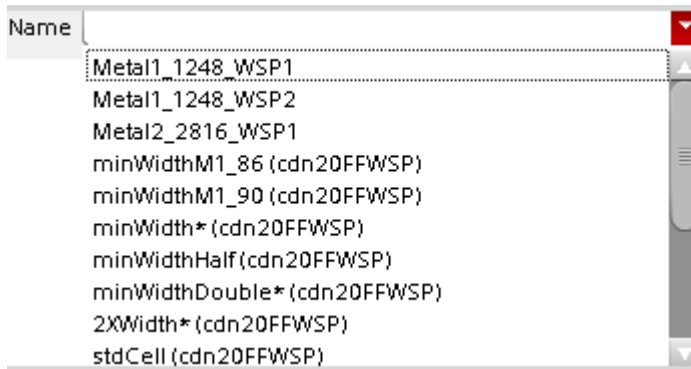 Name
Metal1_1248_WSP1
Metal1_1248_WSP2
Metal2_2816_WSP1
minWidthM1_86 (cdn20FFWSP)
minWidthM1_90 (cdn20FFWSP)
minWidth* (cdn20FFWSP)
minWidthHalf (cdn20FFWSP)
minWidthDouble* (cdn20FFWSP)
2XWidth* (cdn20FFWSP)
stdCell (cdn20FFWSP)